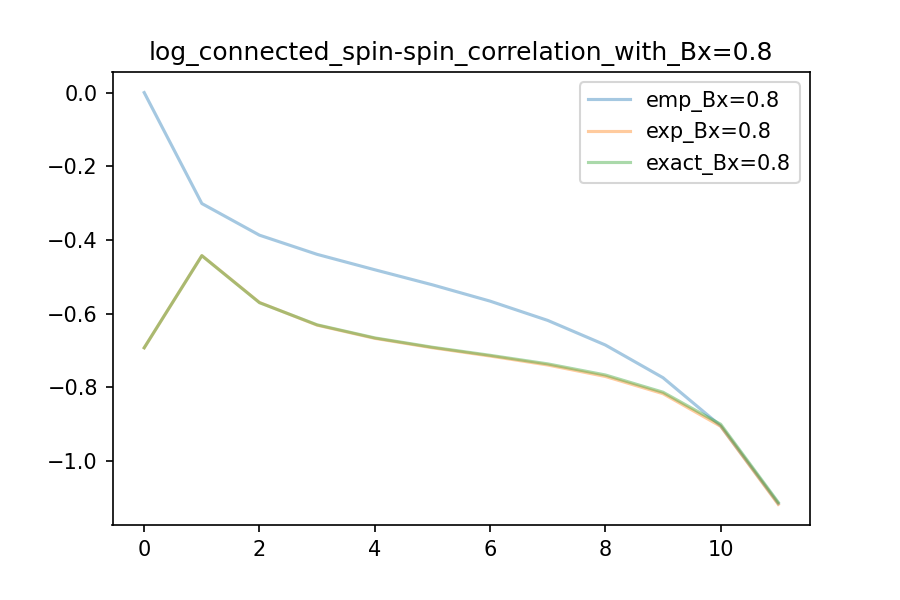 log_connected_spin-spin_correlation_with_Bx=0.8
emp_Bx=0.8
exp_Bx=0.8
exact_Bx=0.8
0.0
−0.2
−0.4
−0.6
−0.8
−1.0
0 2 4 6 8 10